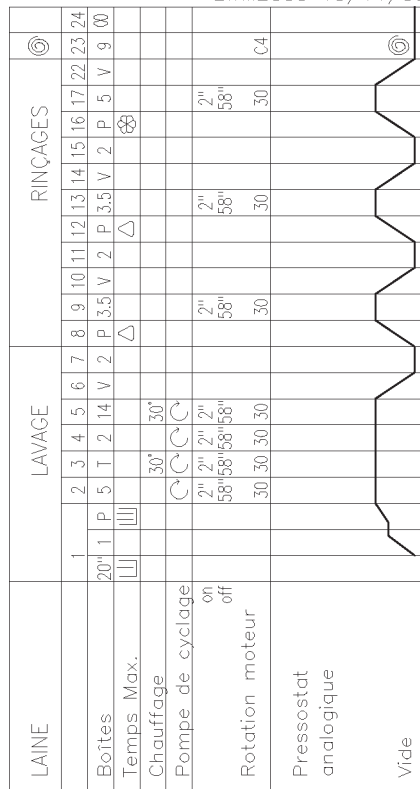 LAINE LAVAGE RINÇAGES
1 2 3 4 5 6 7 8 9 10 11 12 13 14 15 16 17 22 23 24
Boîtes 20" 1 P 5 T 2 14 V 2 P 3.5 V 2 P 3.5 V 2 P 5 V 9 ∞
Temps Max.
Chauffage 30° 30°
Pompe de cyclage
on 2" 2" 2" 2" 2" 2" 2"
off 58" 58" 58" 58" 58" 58" 58"
Rotation moteur 30 30 30 30 30 30 30 C4
Pressostat
analogique
Vide